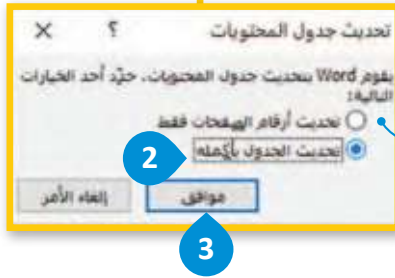 تحديث جدول المحتويات ؟ ×
يقوم Word بتحديث جدول المحتويات، حدّد أحد الخيارات
التالية:
تحديث أرقام الصفحات فقط
تحديث الجدول بأكمله
2
موافق إلغاء الأمر
3